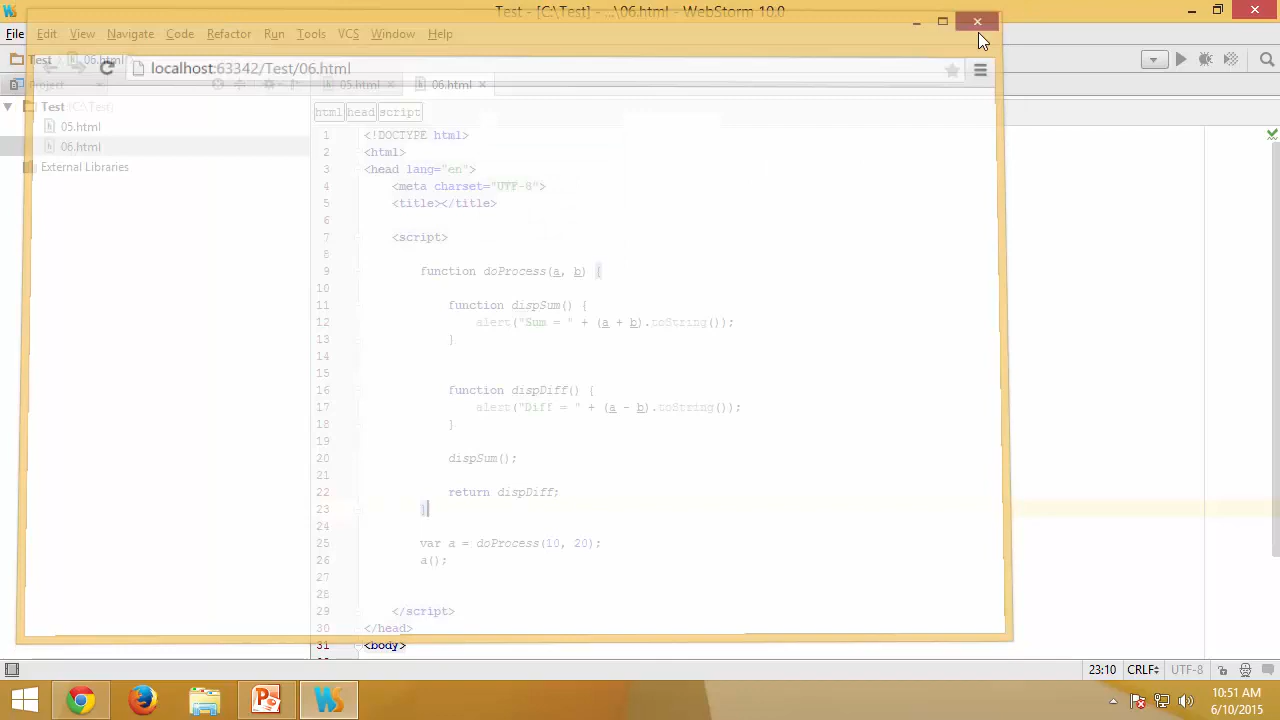 Test - [C:\Test] - ...\06.html - WebStorm 10.0
File Edit View Navigate Code Refactor Run Tools VCS Window Help
Test 06.html
localhost:63342/Test/06.html
Project 05.html 06.html
Test (C:\Test)
05.html
06.html
External Libraries
html head script
1 <!DOCTYPE html>
2 <html>
3 <head lang="en">
4 <meta charset="UTF-8">
5 <title></title>
6
7 <script>
8
9 function doProcess(a, b) {
10
11 function dispSum() {
12 alert("Sum = " + (a + b).toString());
13 }
14
15
16 function dispDiff() {
17 alert("Diff = " + (a - b).toString());
18 }
19
20 dispSum();
21
22 return dispDiff;
23 }
24
25 var a = doProcess(10, 20);
26 a();
27
28
29 </script>
30 </head>
31 <body>
23:10 CRLF UTF-8
10:51 AM
6/10/2015